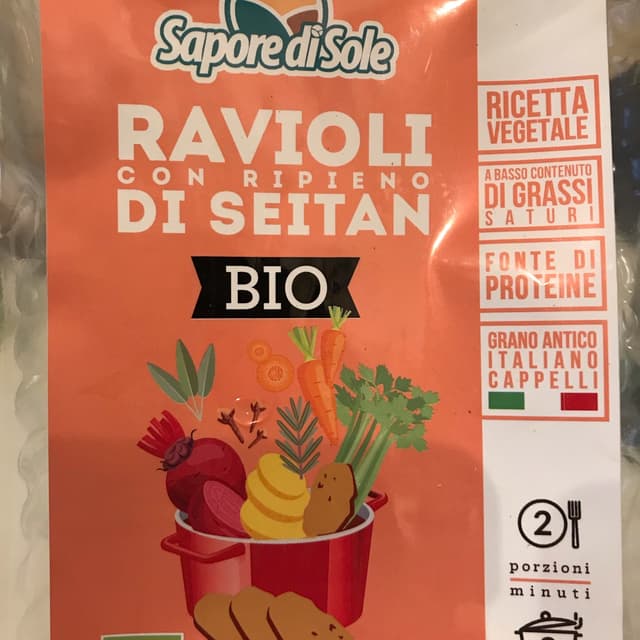 Sapore di Sole
RAVIOLI
CON RIPIENO
DI SEITAN
BIO
RICETTA
VEGETALE
A BASSO CONTENUTO
DI GRASSI
SATURI
FONTE DI
PROTEINE
GRANO ANTICO
ITALIANO
CAPPELLI
2
porzioni
minuti